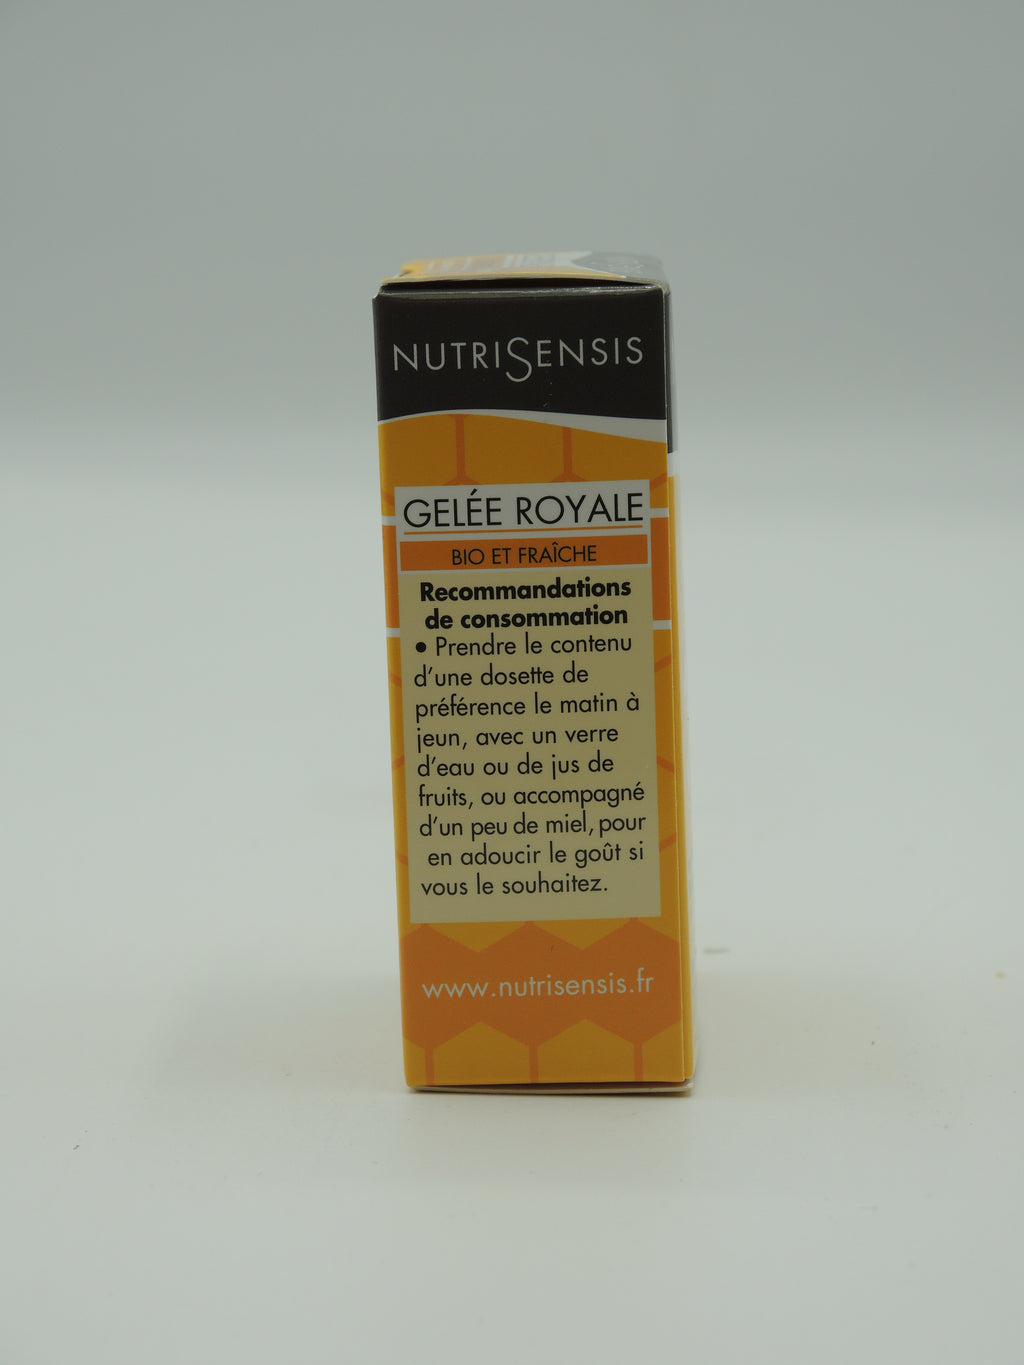 NUTRISENSIS
GELÉE ROYALE
BIO ET FRAÎCHE
Recommandations
de consommation
• Prendre le contenu
d'une dosette de
préférence le matin à
jeun, avec un verre
d'eau ou de jus de
fruits, ou accompagné
d'un peu de miel, pour
en adoucir le goût si
vous le souhaitez.
www.nutrisensis.fr